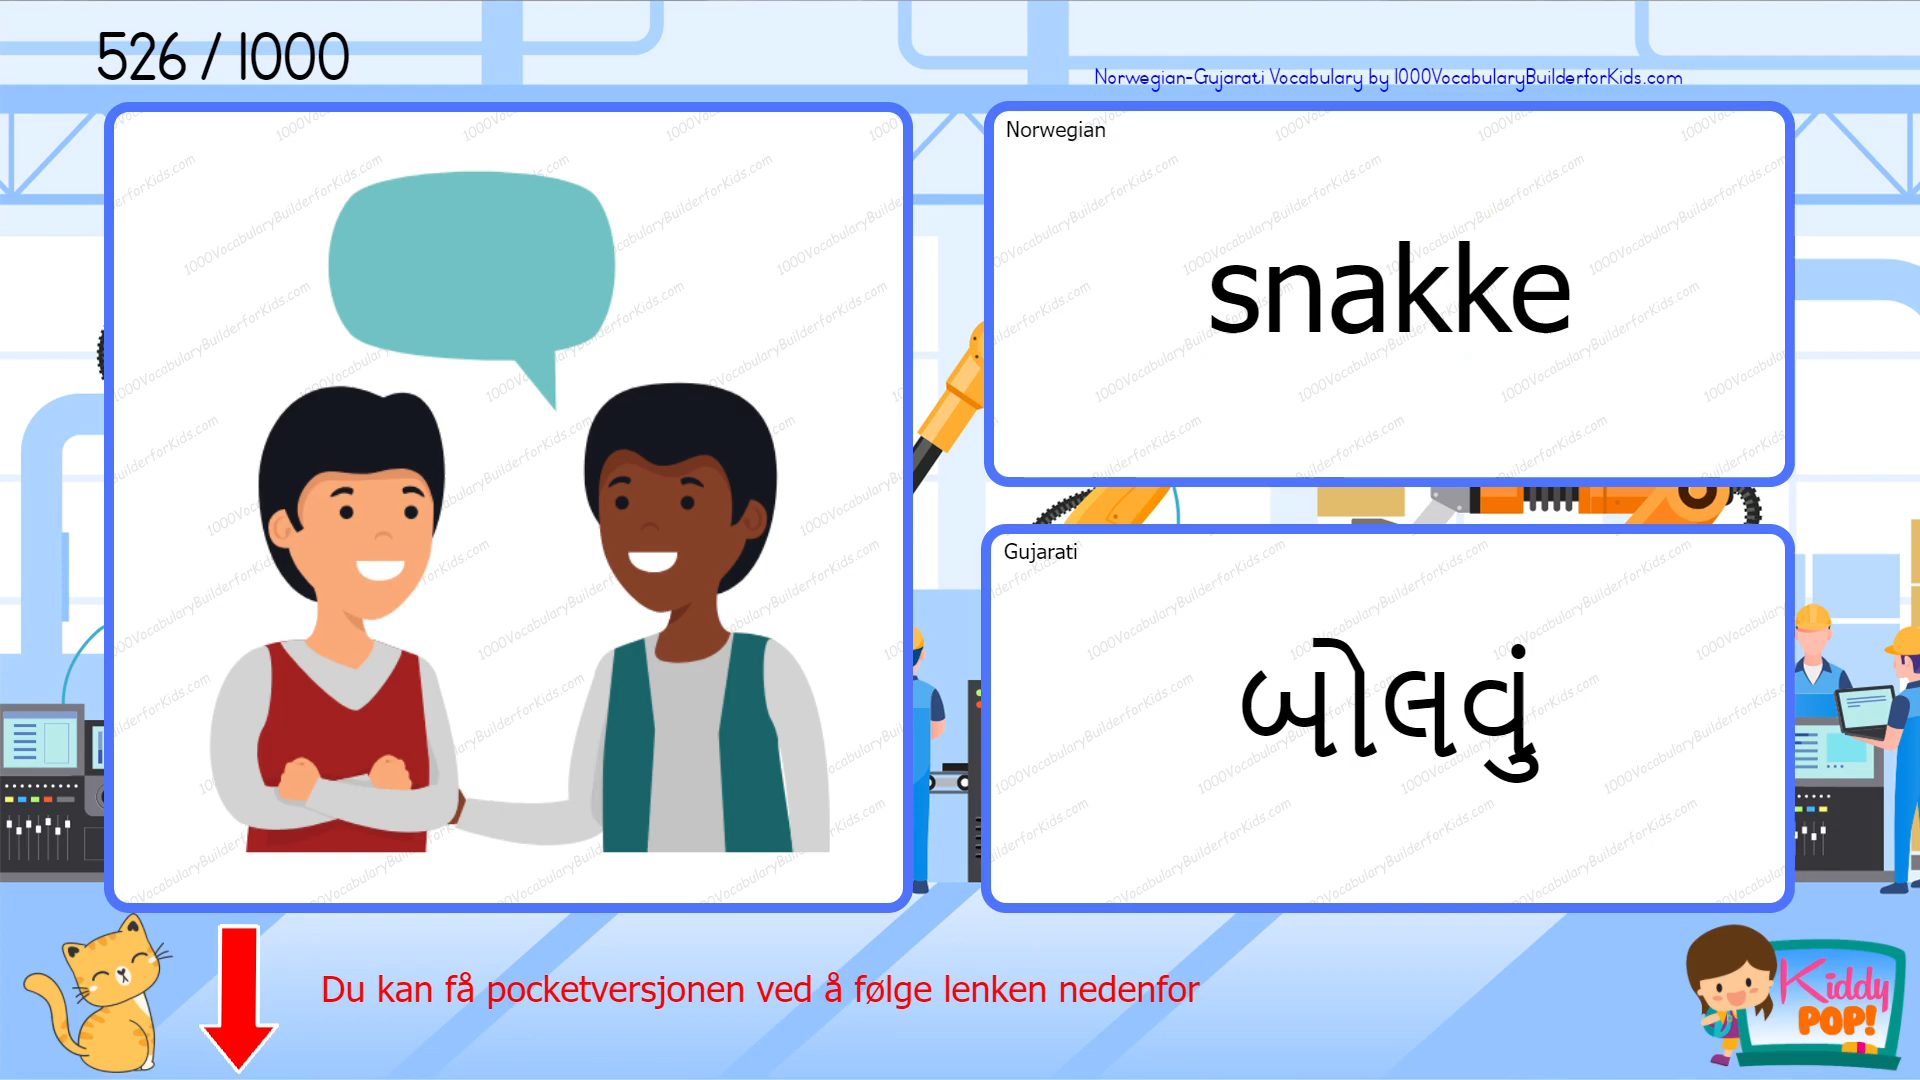 526 / 1000
Norwegian-Gujarati Vocabulary by 1000VocabularyBuilderforKids.com
Norwegian
snakke
Gujarati
બોલવું
Du kan få pocketversjonen ved å følge lenken nedenfor
Kiddy
POP!